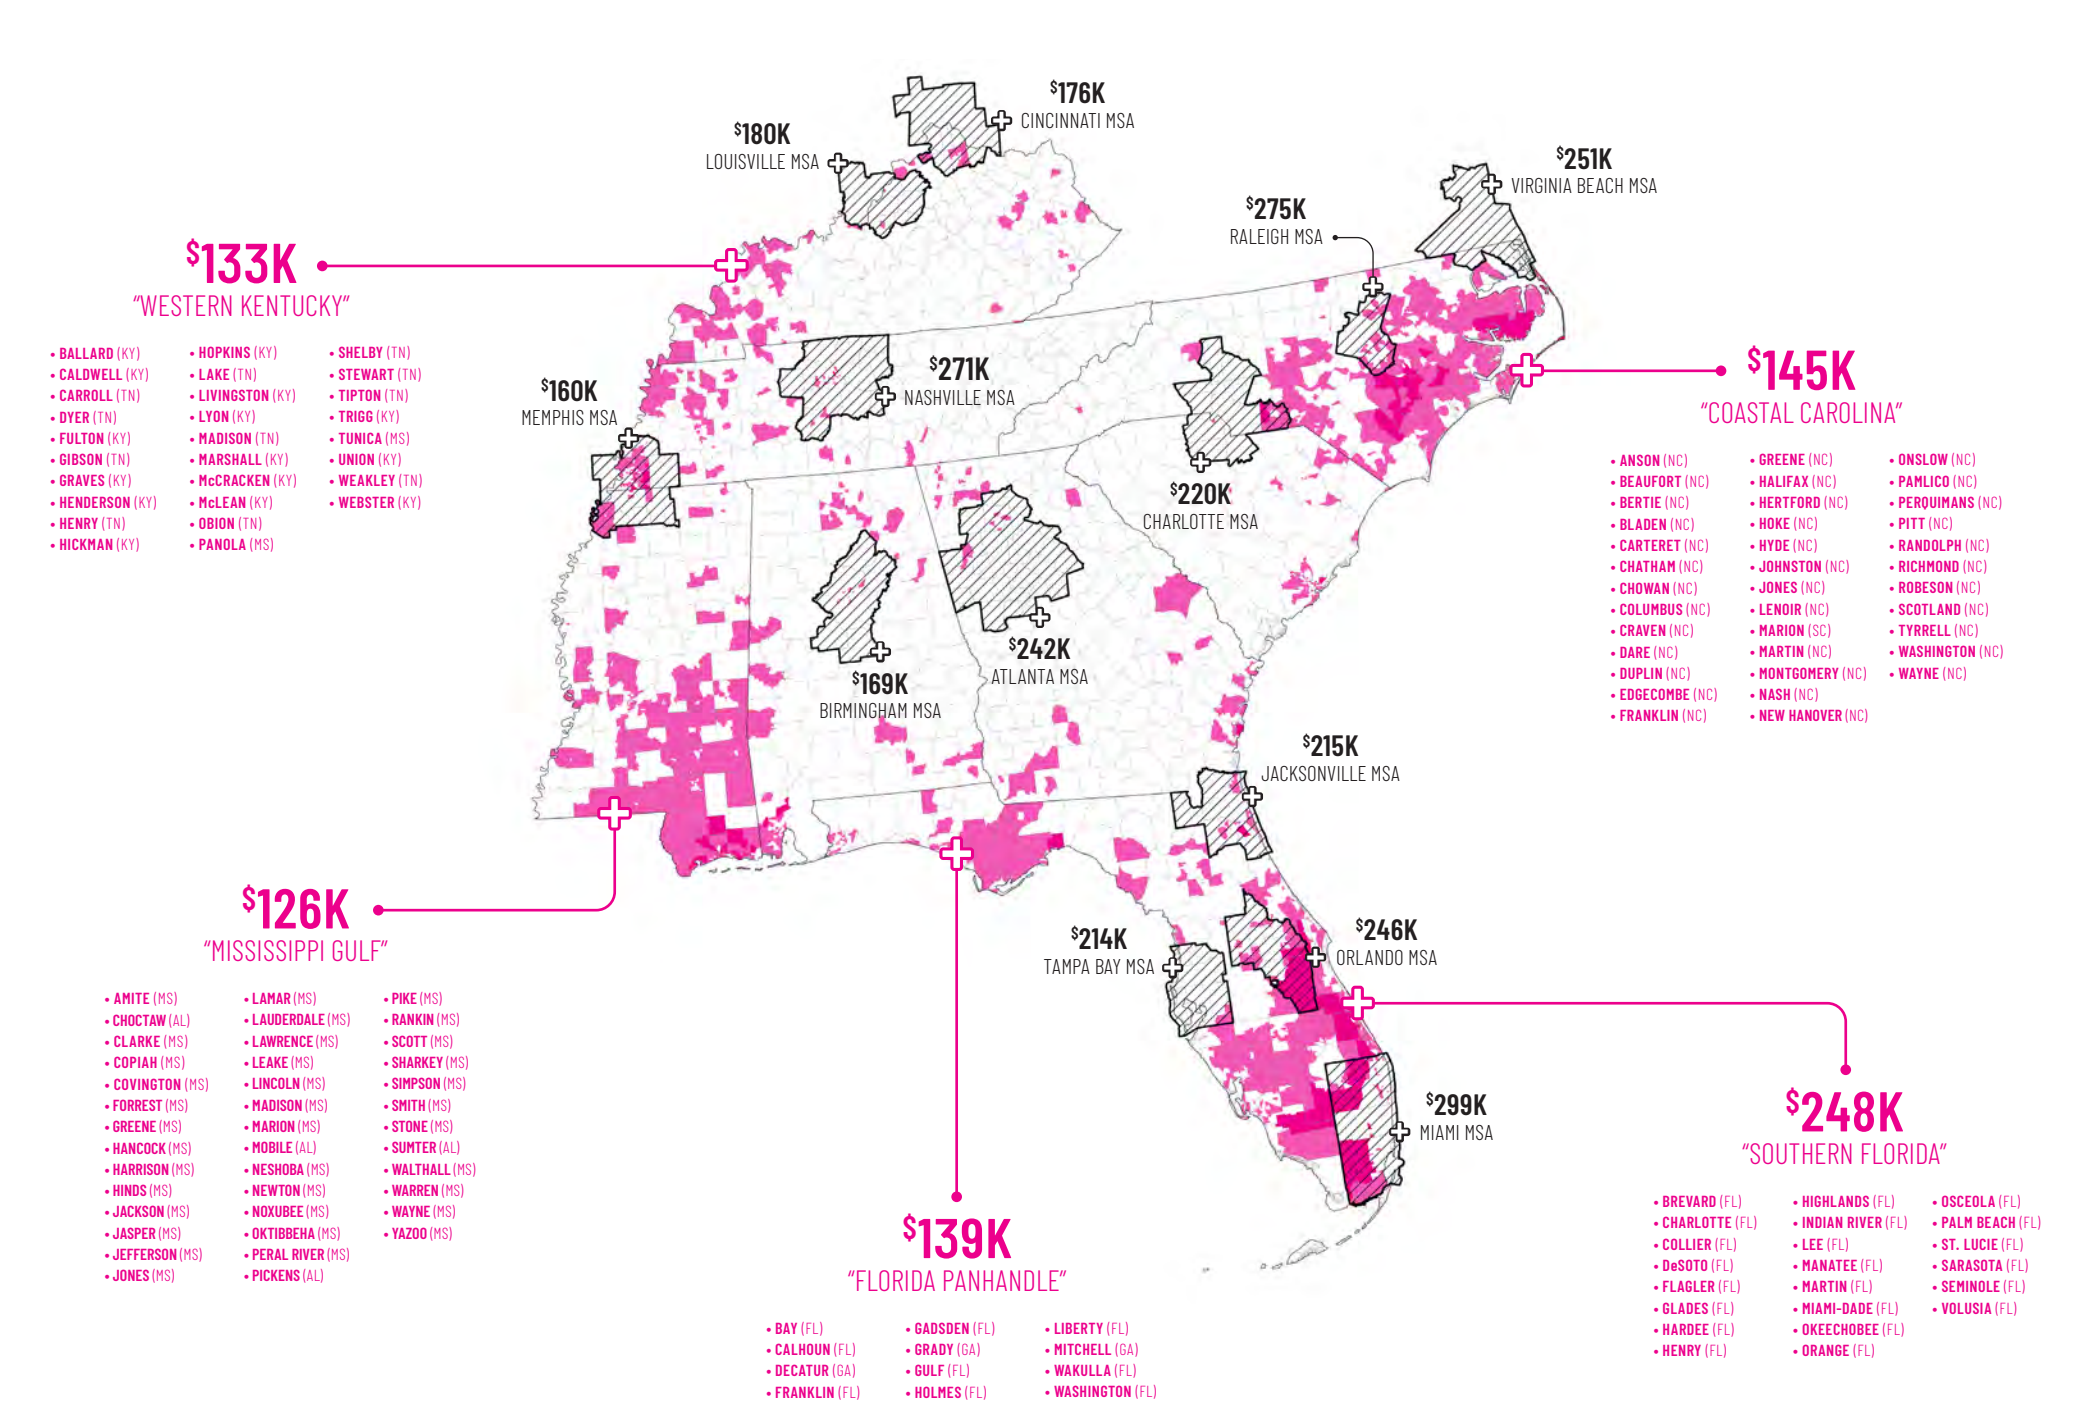 $176K
CINCINNATI MSA
$180K
LOUISVILLE MSA
$251K
VIRGINIA BEACH MSA
$275K
RALEIGH MSA
$133K
“WESTERN KENTUCKY”
• BALLARD (KY)
• CALDWELL (KY)
• CARROLL (TN)
• DYER (TN)
• FULTON (KY)
• GIBSON (TN)
• GRAVES (KY)
• HENDERSON (KY)
• HENRY (TN)
• HICKMAN (KY)
• HOPKINS (KY)
• LAKE (TN)
• LIVINGSTON (KY)
• LYON (KY)
• MADISON (TN)
• MARSHALL (KY)
• McCRACKEN (KY)
• McLEAN (KY)
• OBION (TN)
• PANOLA (MS)
• SHELBY (TN)
• STEWART (TN)
• TIPTON (TN)
• TRIGG (KY)
• TUNICA (MS)
• UNION (KY)
• WEAKLEY (TN)
• WEBSTER (KY)
$160K
MEMPHIS MSA
$271K
NASHVILLE MSA
$145K
“COASTAL CAROLINA”
• ANSON (NC)
• BEAUFORT (NC)
• BERTIE (NC)
• BLADEN (NC)
• CARTERET (NC)
• CHATHAM (NC)
• CHOWAN (NC)
• COLUMBUS (NC)
• CRAVEN (NC)
• DARE (NC)
• DUPLIN (NC)
• EDGECOMBE (NC)
• FRANKLIN (NC)
• GREENE (NC)
• HALIFAX (NC)
• HERTFORD (NC)
• HOKE (NC)
• HYDE (NC)
• JOHNSTON (NC)
• JONES (NC)
• LENOIR (NC)
• MARION (SC)
• MARTIN (NC)
• MONTGOMERY (NC)
• NASH (NC)
• NEW HANOVER (NC)
• ONSLOW (NC)
• PAMLICO (NC)
• PERQUIMANS (NC)
• PITT (NC)
• RANDOLPH (NC)
• RICHMOND (NC)
• ROBESON (NC)
• SCOTLAND (NC)
• TYRRELL (NC)
• WASHINGTON (NC)
• WAYNE (NC)
$220K
CHARLOTTE MSA
$242K
ATLANTA MSA
$169K
BIRMINGHAM MSA
$215K
JACKSONVILLE MSA
$126K
“MISSISSIPPI GULF”
• AMITE (MS)
• CHOCTAW (AL)
• CLARKE (MS)
• COPIAH (MS)
• COVINGTON (MS)
• FORREST (MS)
• GREENE (MS)
• HANCOCK (MS)
• HARRISON (MS)
• HINDS (MS)
• JACKSON (MS)
• JASPER (MS)
• JEFFERSON (MS)
• JONES (MS)
• LAMAR (MS)
• LAUDERDALE (MS)
• LAWRENCE (MS)
• LEAKE (MS)
• LINCOLN (MS)
• MADISON (MS)
• MARION (MS)
• MOBILE (AL)
• NESHOBA (MS)
• NEWTON (MS)
• NOXUBEE (MS)
• OKTIBBEHA (MS)
• PERAL RIVER (MS)
• PICKENS (AL)
• PIKE (MS)
• RANKIN (MS)
• SCOTT (MS)
• SHARKEY (MS)
• SIMPSON (MS)
• SMITH (MS)
• STONE (MS)
• SUMTER (AL)
• WALTHALL (MS)
• WARREN (MS)
• WAYNE (MS)
• YAZOO (MS)
$214K
TAMPA BAY MSA
$246K
ORLANDO MSA
$299K
MIAMI MSA
$248K
“SOUTHERN FLORIDA”
• BREVARD (FL)
• CHARLOTTE (FL)
• COLLIER (FL)
• DeSOTO (FL)
• FLAGLER (FL)
• GLADES (FL)
• HARDEE (FL)
• HENRY (FL)
• HIGHLANDS (FL)
• INDIAN RIVER (FL)
• LEE (FL)
• MANATEE (FL)
• MARTIN (FL)
• MIAMI-DADE (FL)
• OKEECHOBEE (FL)
• ORANGE (FL)
• OSCEOLA (FL)
• PALM BEACH (FL)
• ST. LUCIE (FL)
• SARASOTA (FL)
• SEMINOLE (FL)
• VOLUSIA (FL)
$139K
“FLORIDA PANHANDLE”
• BAY (FL)
• CALHOUN (FL)
• DECATUR (GA)
• FRANKLIN (FL)
• GADSDEN (FL)
• GRADY (GA)
• GULF (FL)
• HOLMES (FL)
• LIBERTY (FL)
• MITCHELL (GA)
• WAKULLA (FL)
• WASHINGTON (FL)